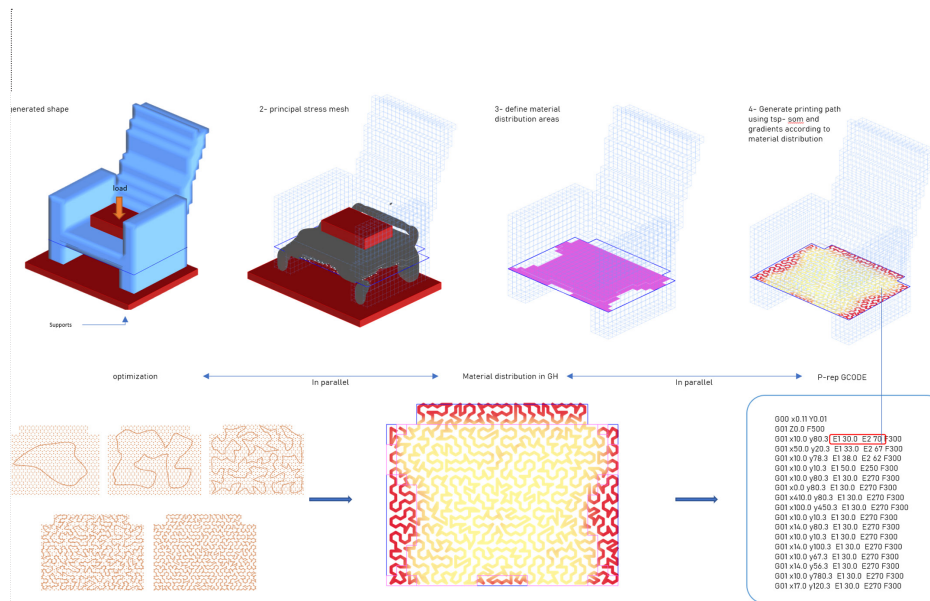 generated shape
2- principal stress mesh
3- define material
distribution areas
4- Generate printing path
using tsp- som and
gradients according to
material distribution
load
Supports
optimization
In parallel
Material distribution in GH
In parallel
P-rep GCODE
G00 x0.11 Y0.01
G01 Z0.0 F500
G01 x10.0 y80.3 E1 30.0 E2 70 F300
G01 x50.0 y20.3 E1 33.0 E2 67 F300
G01 x10.0 y78.3 E1 38.0 E2 62 F300
G01 x10.0 y10.3 E1 50.0 E250 F300
G01 x10.0 y80.3 E1 30.0 E270 F300
G01 x0.0 y80.3 E1 30.0 E270 F300
G01 x410.0 y80.3 E1 30.0 E270 F300
G01 x100.0 y450.3 E1 30.0 E270 F300
G01 x10.0 y10.3 E1 30.0 E270 F300
G01 x14.0 y80.3 E1 30.0 E270 F300
G01 x10.0 y10.3 E1 30.0 E270 F300
G01 x14.0 y100.3 E1 30.0 E270 F300
G01 x10.0 y67.3 E1 30.0 E270 F300
G01 x14.0 y56.3 E1 30.0 E270 F300
G01 x10.0 y780.3 E1 30.0 E270 F300
G01 x17.0 y120.3 E1 30.0 E270 F300